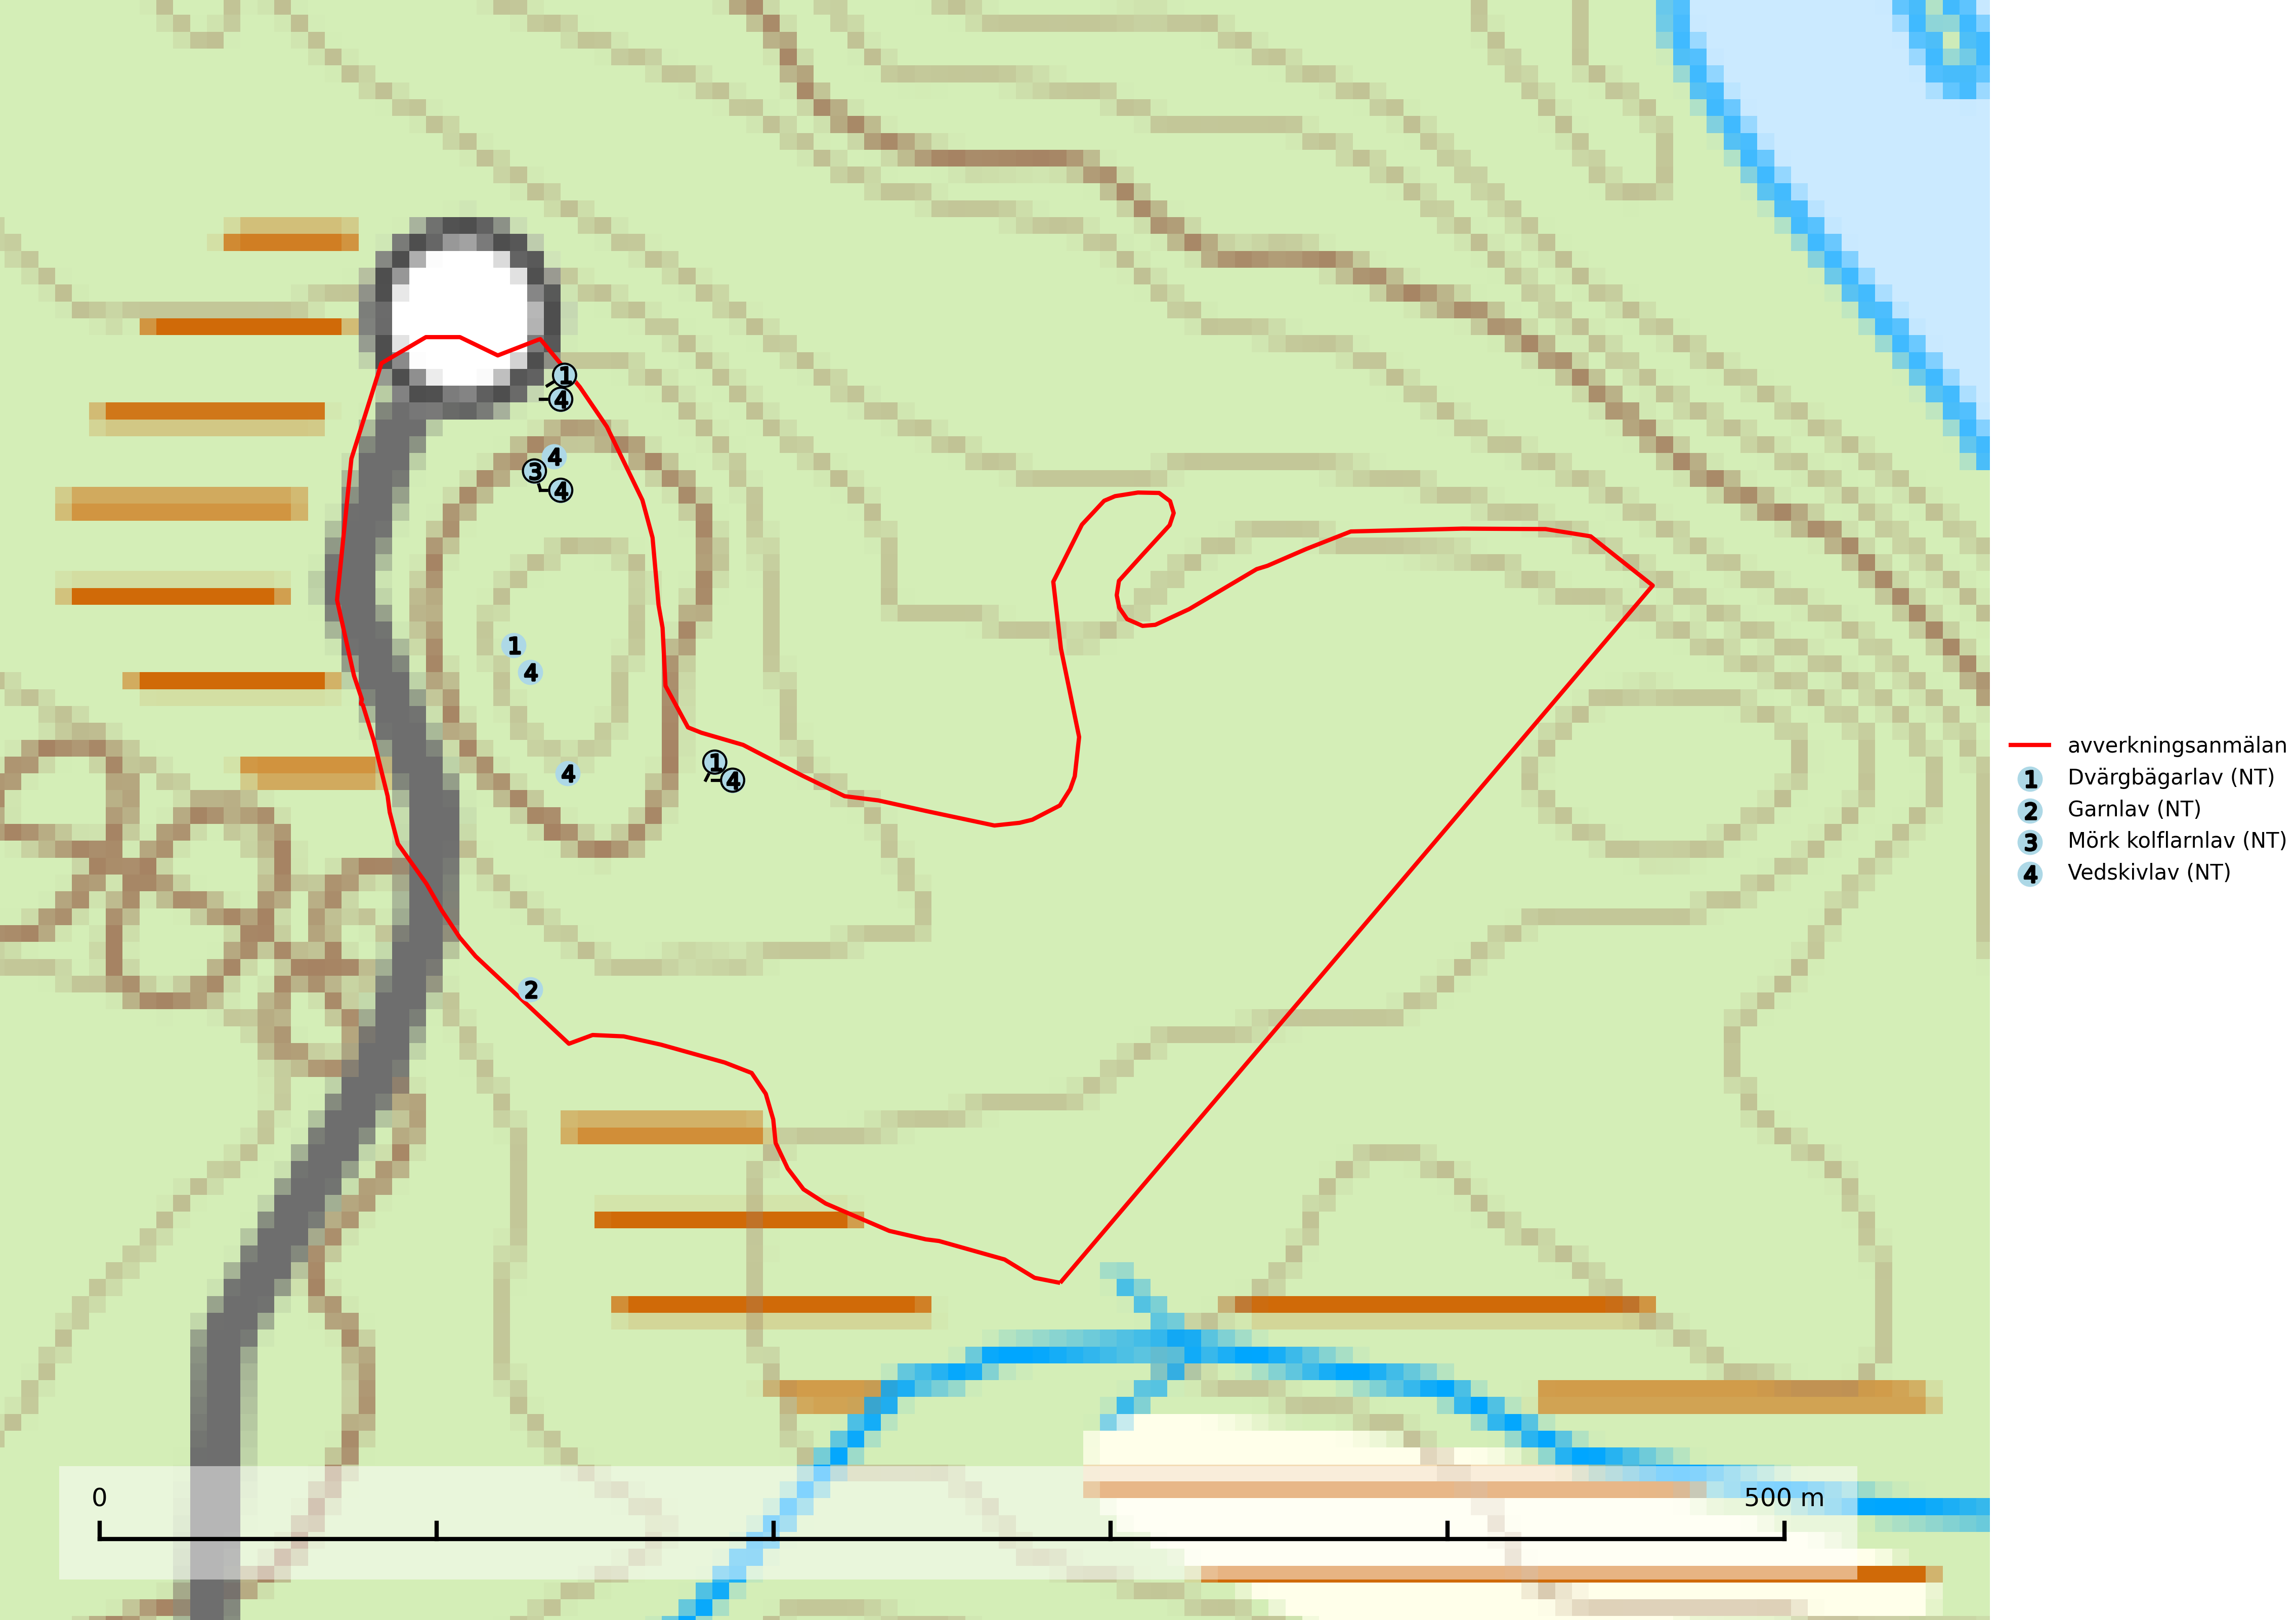 1
4
4
3
4
1
4
1
4
4
2
avverkningsanmälan
1 Dvärgbägarlav (NT)
2 Garnlav (NT)
3 Mörk kolflarnlav (NT)
4 Vedskivlav (NT)
0 500 m